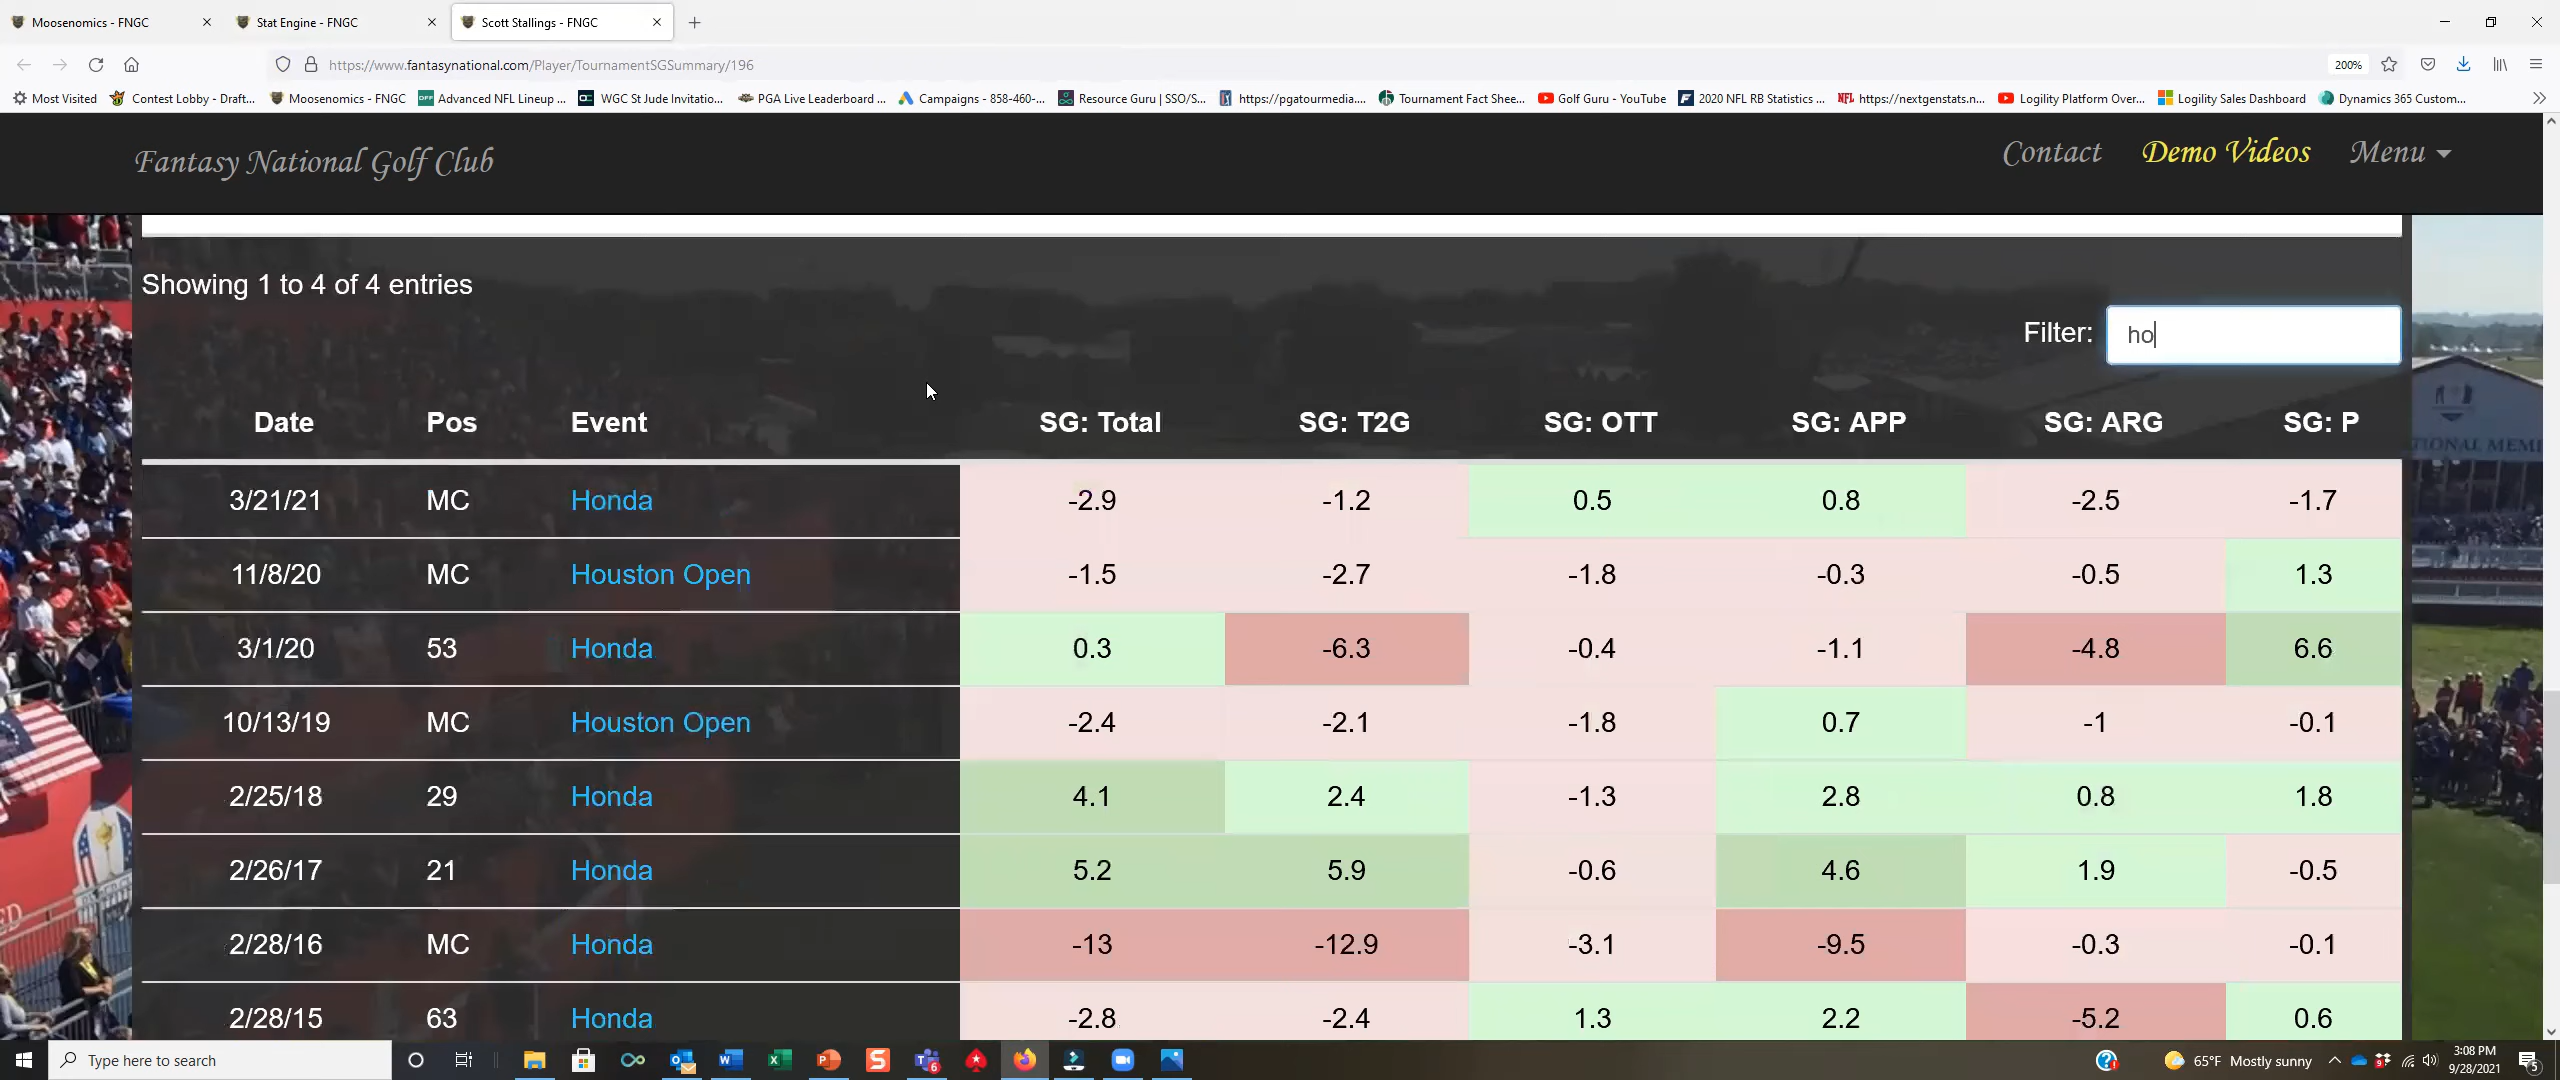 Moosenomics - FNGC
Stat Engine - FNGC
Scott Stallings - FNGC
https://www.fantasynational.com/Player/TournamentSGSummary/196
200%
Most Visited
Contest Lobby - Draft...
Moosenomics - FNGC
Advanced NFL Lineup ...
WGC St Jude Invitatio...
PGA Live Leaderboard ...
Campaigns - 858-460-...
Resource Guru | SSO/S...
https://pgatourmedia....
Tournament Fact Shee...
Golf Guru - YouTube
2020 NFL RB Statistics ...
https://nextgenstats.n...
Logility Platform Over...
Logility Sales Dashboard
Dynamics 365 Custom...
Fantasy National Golf Club
Contact Demo Videos Menu
Showing 1 to 4 of 4 entries
Filter: ho
Date Pos Event SG: Total SG: T2G SG: OTT SG: APP SG: ARG SG: P
3/21/21 MC Honda -2.9 -1.2 0.5 0.8 -2.5 -1.7
11/8/20 MC Houston Open -1.5 -2.7 -1.8 -0.3 -0.5 1.3
3/1/20 53 Honda 0.3 -6.3 -0.4 -1.1 -4.8 6.6
10/13/19 MC Houston Open -2.4 -2.1 -1.8 0.7 -1 -0.1
2/25/18 29 Honda 4.1 2.4 -1.3 2.8 0.8 1.8
2/26/17 21 Honda 5.2 5.9 -0.6 4.6 1.9 -0.5
2/28/16 MC Honda -13 -12.9 -3.1 -9.5 -0.3 -0.1
2/28/15 63 Honda -2.8 -2.4 1.3 2.2 -5.2 0.6
Type here to search
65°F Mostly sunny
3:08 PM
9/28/2021